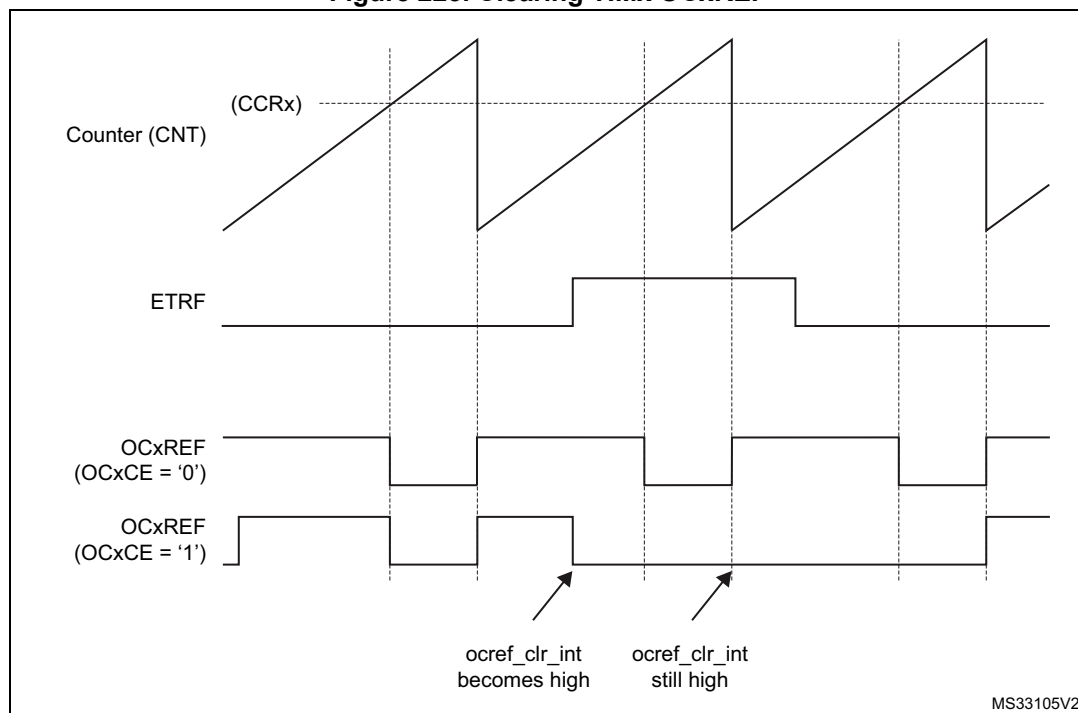 (CCRx)
Counter (CNT)
ETRF
OCxREF
(OCxCE = ‘0’)
OCxREF
(OCxCE = ‘1’)
ocref_clr_int
becomes high
ocref_clr_int
still high
MS33105V2